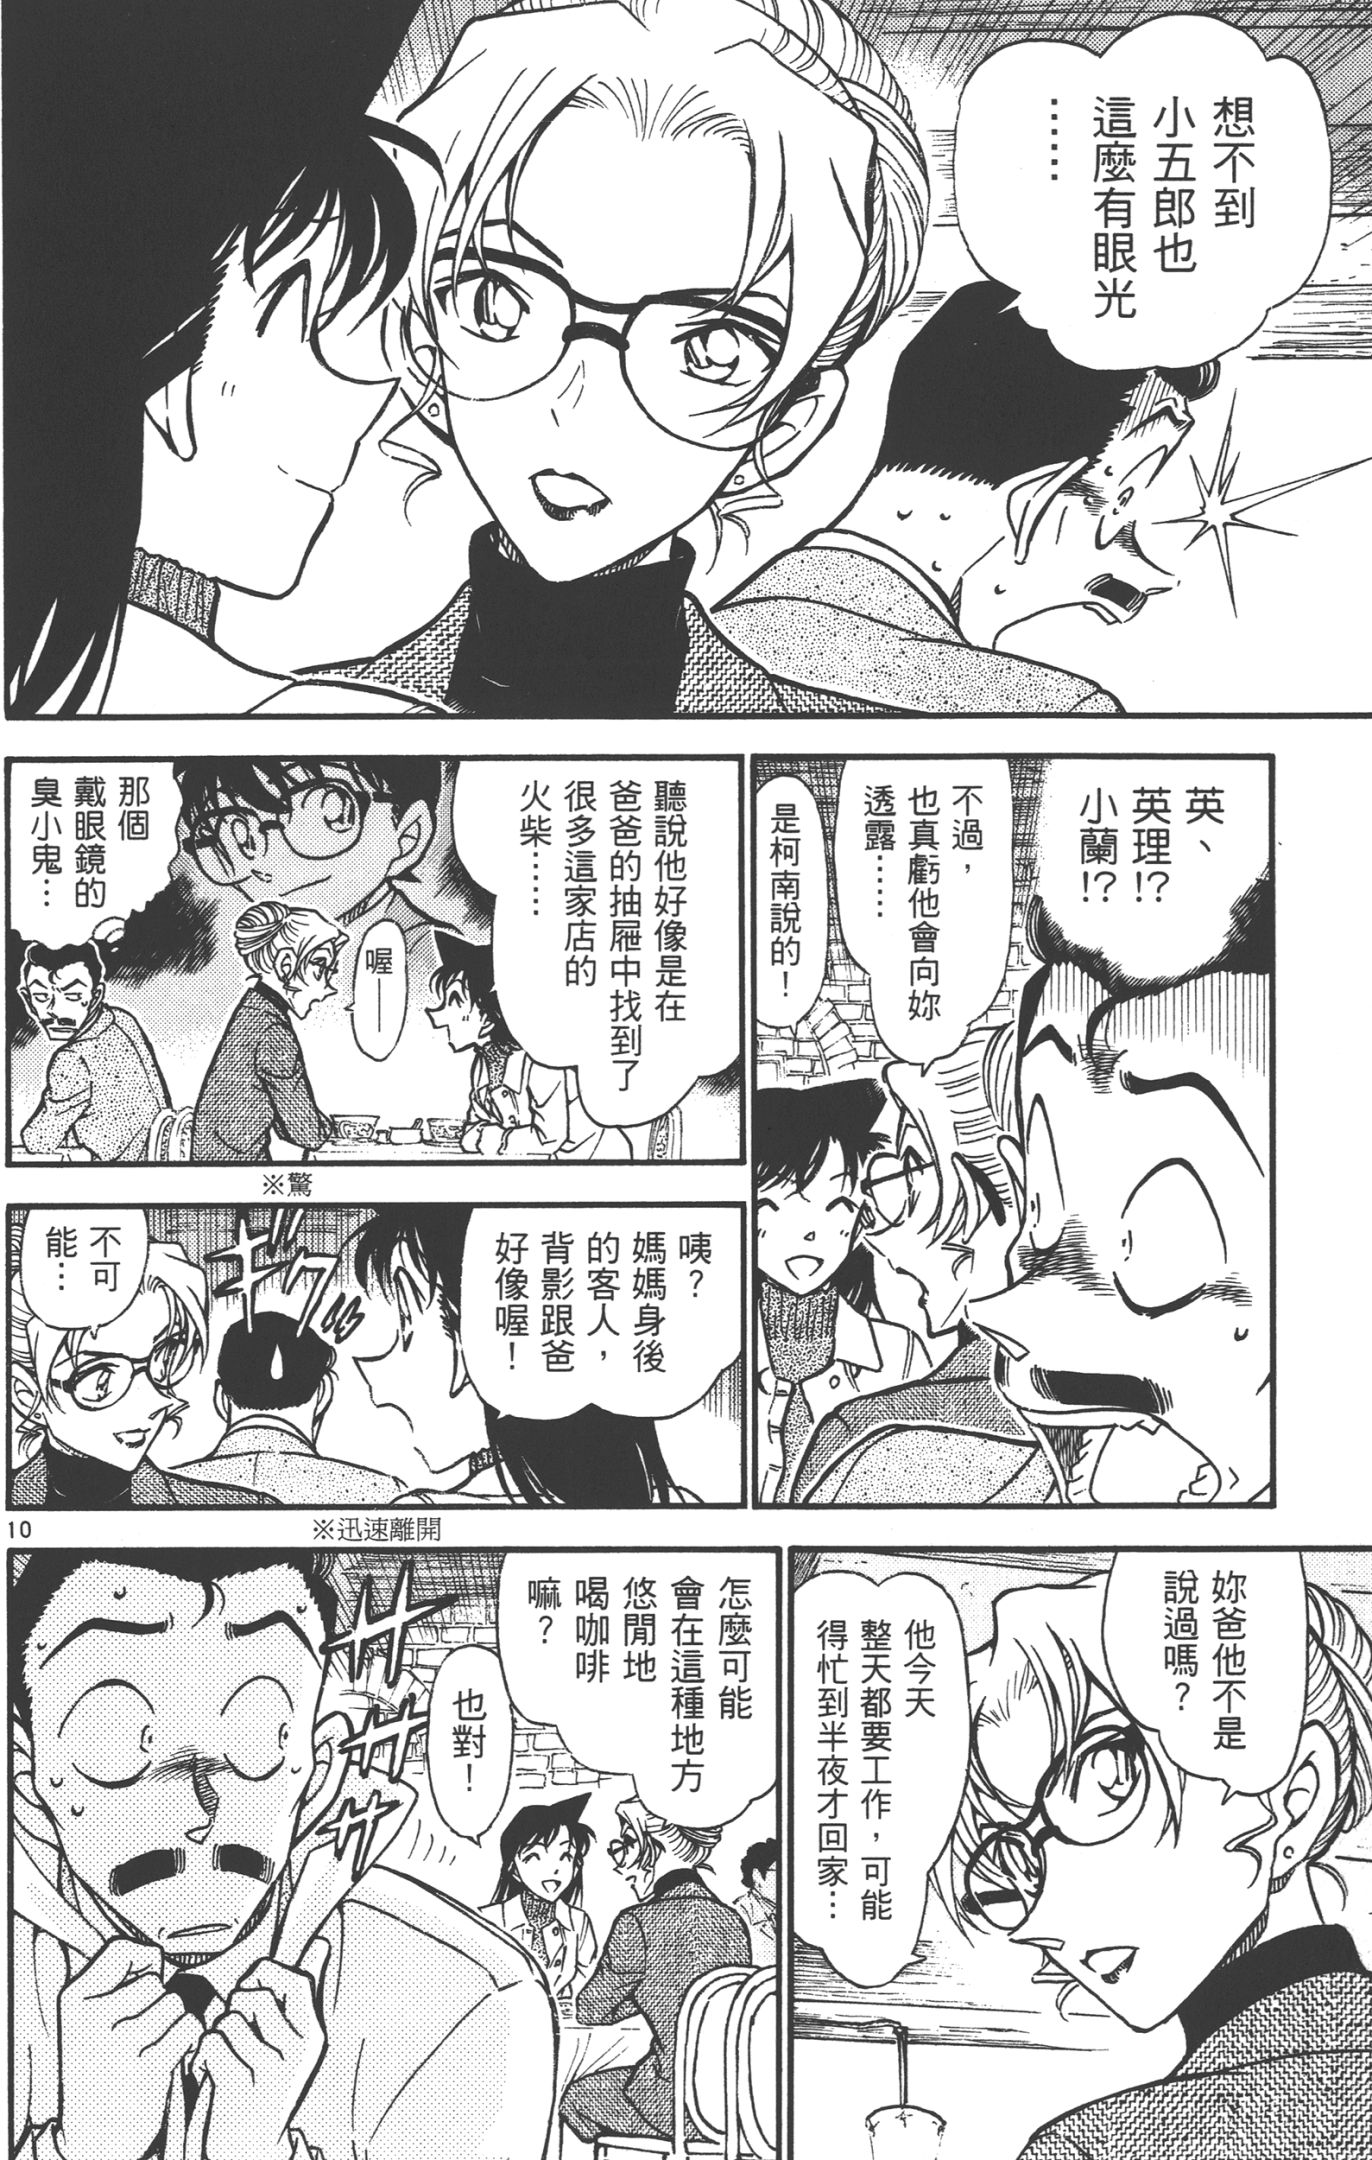 想不到
小五郎也
這麼有眼光
……
英、
英理!?
小蘭!?
不過，
也真虧他會向妳
透露……
是柯南說的！
聽說他好像是在
爸爸的抽屜中找到了
很多這家店的
火柴……
喔──
那個
戴眼鏡的
臭小鬼…
※驚
咦？
媽媽身後
的客人，
背影跟爸
好像喔！
ギクッ
不可
能…
10
※迅速離開
妳爸他不是
說過嗎？
他今天
整天都要工作，可能
得忙到半夜才回家…
怎麼可能
會在這種地方
悠閒地
喝咖啡
嘛？
也對！
サササ